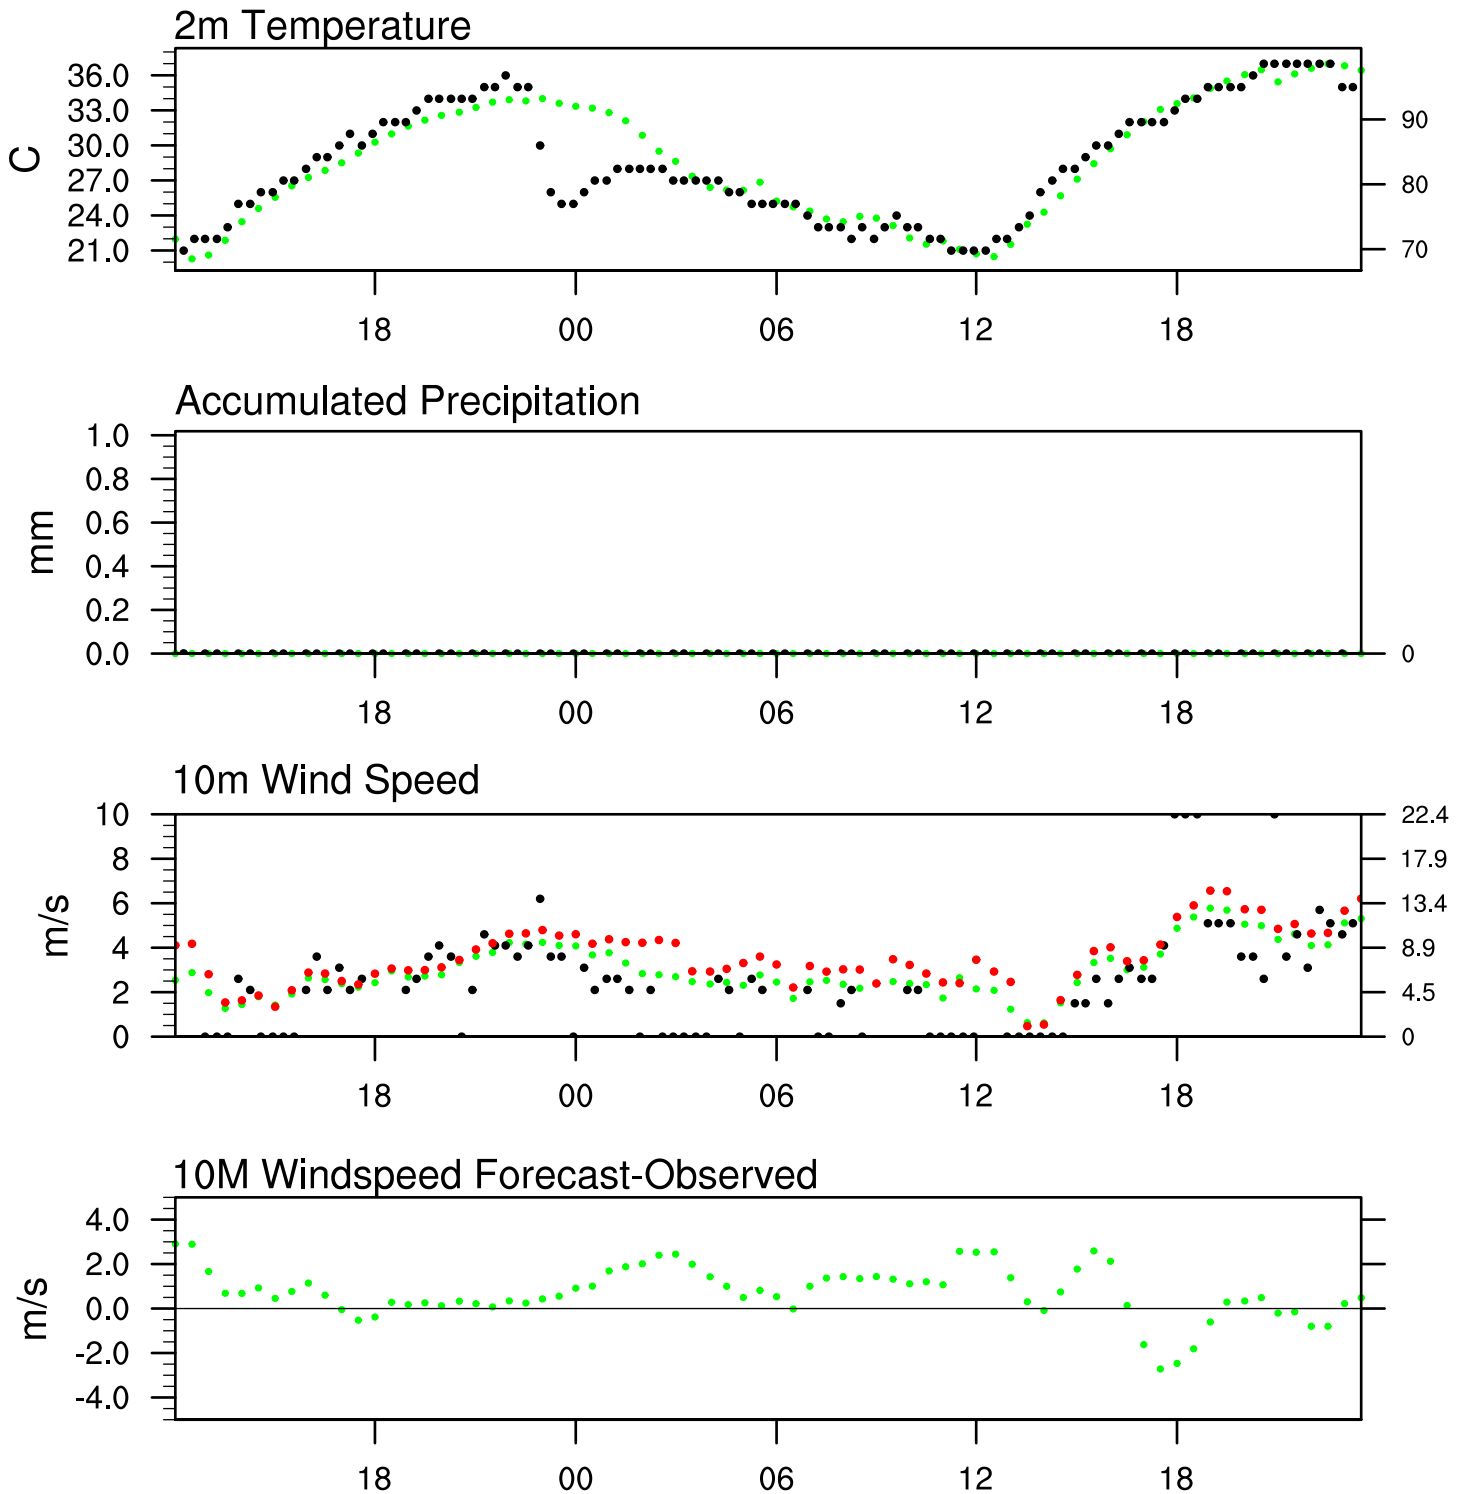 2m Temperature
36.0
33.0
30.0
27.0
24.0
21.0
C
90
80
70
18 00 06 12 18
Accumulated Precipitation
1.0
0.8
0.6
0.4
0.2
0.0
mm
0
18 00 06 12 18
10m Wind Speed
10
8
6
4
2
0
m/s
22.4
17.9
13.4
8.9
4.5
0
18 00 06 12 18
10M Windspeed Forecast-Observed
4.0
2.0
0.0
-2.0
-4.0
m/s
18 00 06 12 18